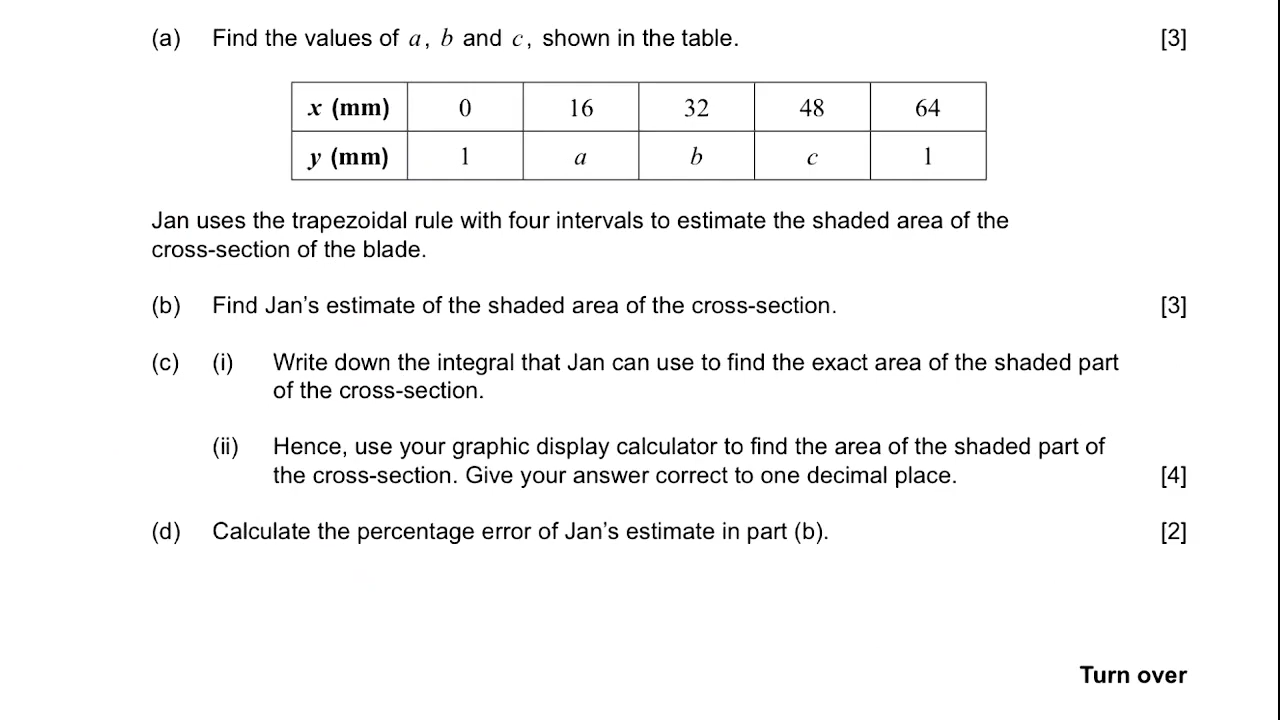 (a) Find the values of a, b and c, shown in the table. [3]
x (mm) 0 16 32 48 64
y (mm) 1 a b c 1
Jan uses the trapezoidal rule with four intervals to estimate the shaded area of the
cross-section of the blade.
(b) Find Jan's estimate of the shaded area of the cross-section. [3]
(c) (i) Write down the integral that Jan can use to find the exact area of the shaded part
of the cross-section.
(ii) Hence, use your graphic display calculator to find the area of the shaded part of
the cross-section. Give your answer correct to one decimal place. [4]
(d) Calculate the percentage error of Jan's estimate in part (b). [2]
Turn over